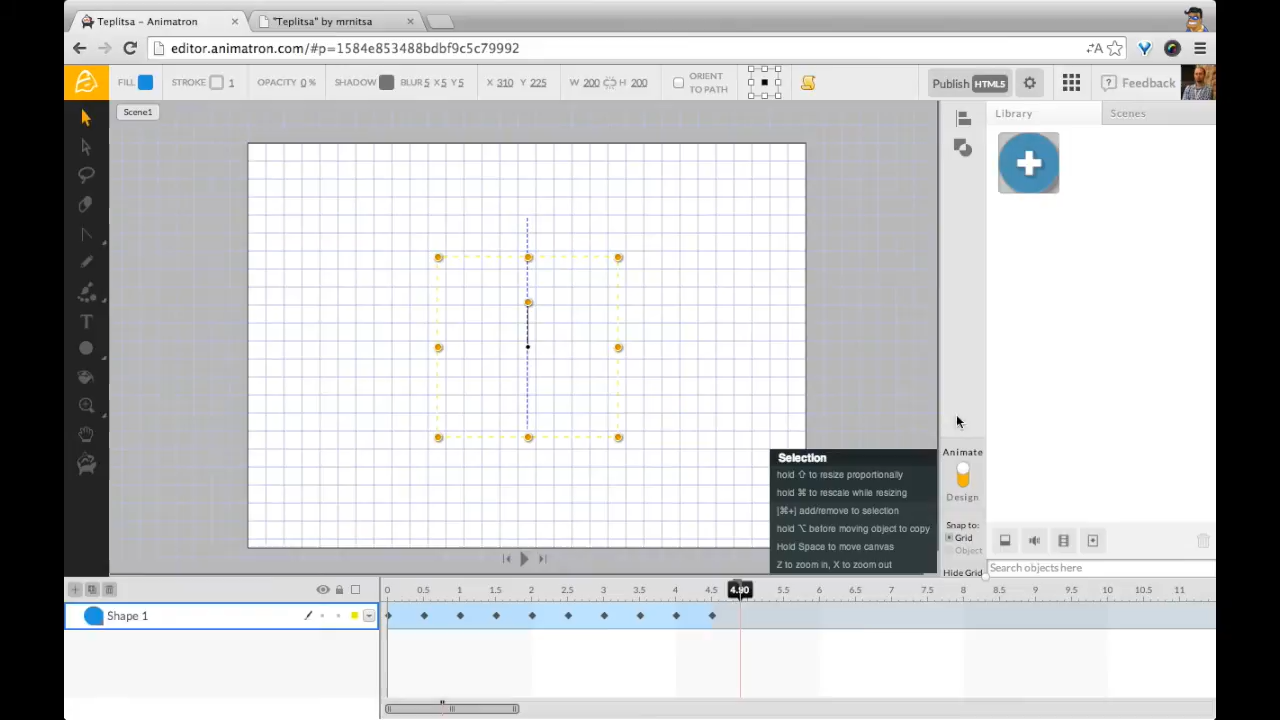 Teplitsa – Animatron
"Teplitsa" by mrnitsa
editor.animatron.com/#p=1584e853488bdbf9c5c79992
FILL STROKE 1 OPACITY 0 % SHADOW BLUR 5 X 5 Y 5 X 310 Y 225 W 200 H 200 ORIENT TO PATH Publish HTML5 Feedback
Scene1
Library Scenes
Selection
hold ⇧ to resize proportionally
hold ⌘ to rescale while resizing
[⌘+] add/remove to selection
hold ⌥ before moving object to copy
Hold Space to move canvas
Z to zoom in, X to zoom out
Animate
Design
Snap to:
Grid
Object
Hide Grid
Search objects here
0 0.5 1 1.5 2 2.5 3 3.5 4 4.5 4.90 5.5 6 6.5 7 7.5 8 8.5 9 9.5 10 10.5 11
Shape 1